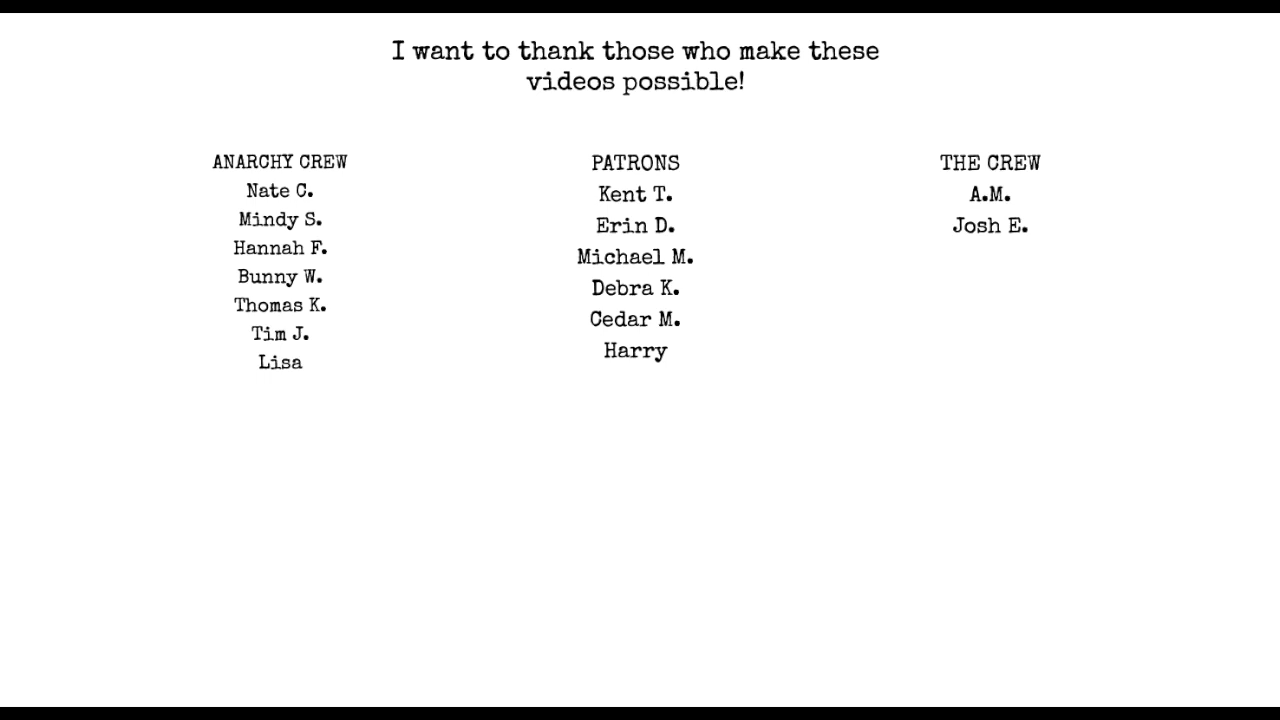 I want to thank those who make these
videos possible!
ANARCHY CREW
Nate C.
Mindy S.
Hannah F.
Bunny W.
Thomas K.
Tim J.
Lisa
PATRONS
Kent T.
Erin D.
Michael M.
Debra K.
Cedar M.
Harry
THE CREW
A.M.
Josh E.